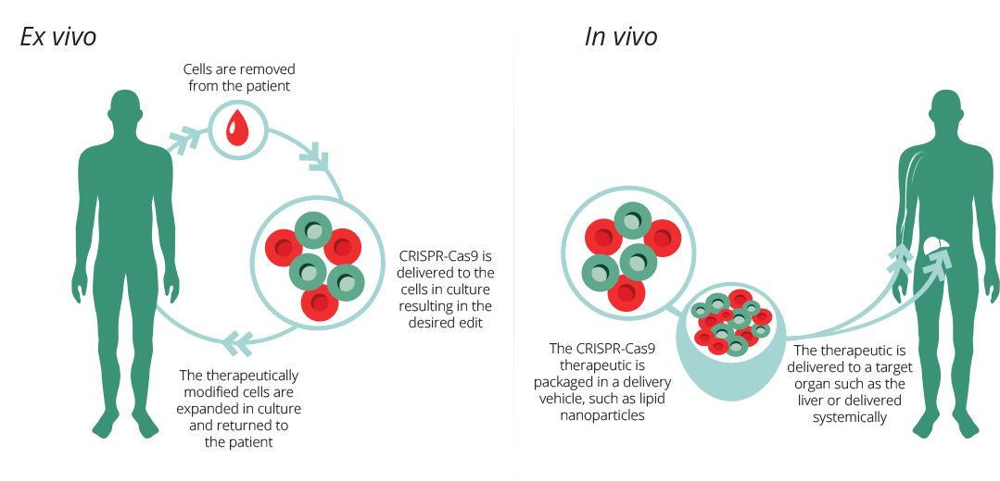 Ex vivo
Cells are removed
from the patient
CRISPR-Cas9 is
delivered to the
cells in culture
resulting in the
desired edit
The therapeutically
modified cells are
expanded in culture
and returned to
the patient
In vivo
The CRISPR-Cas9
therapeutic is
packaged in a delivery
vehicle, such as lipid
nanoparticles
The therapeutic is
delivered to a target
organ such as the
liver or delivered
systemically